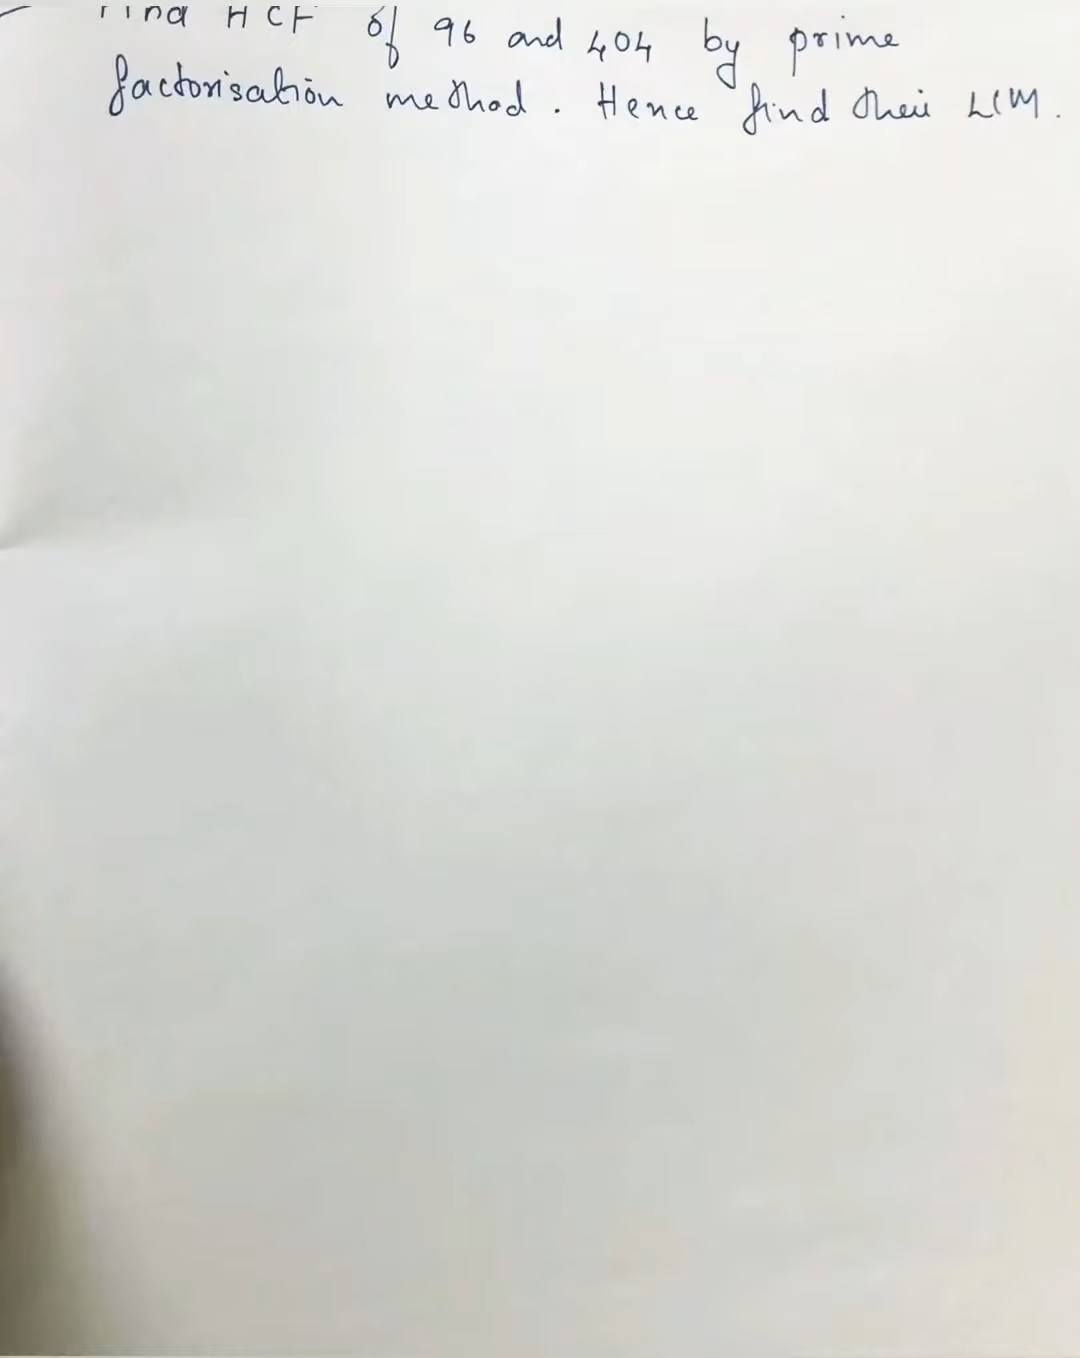 Find HCF of 96 and 404 by prime
factorisation method. Hence find their LCM.